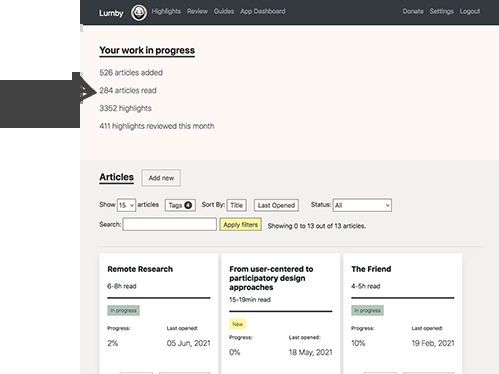 Lumby Highlights Review Guides App Dashboard Donate Settings Logout
Your work in progress
526 articles added
284 articles read
3352 highlights
411 highlights reviewed this month
Articles Add new
Show 15 articles Tags 4 Sort By: Title Last Opened Status: All
Search: Apply filters Showing 0 to 13 out of 13 articles.
Remote Research
6-8h read
In progress
Progress: Last opened:
2% 05 Jun, 2021
From user-centered to
participatory design
approaches
15-19min read
New
Progress: Last opened:
0% 18 May, 2021
The Friend
4-5h read
In progress
Progress: Last opened:
10% 19 Feb, 2021